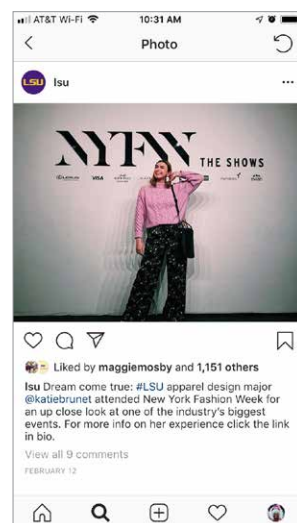 AT&T Wi-Fi 10:31 AM
Photo
LSU lsu
NYFW THE SHOWS
LEXUS VISA
Liked by maggiemosby and 1,151 others
lsu Dream come true: #LSU apparel design major
@katiebrunet attended New York Fashion Week for
an up close look at one of the industry's biggest
events. For more info on her experience click the link
in bio.
View all 9 comments
FEBRUARY 12